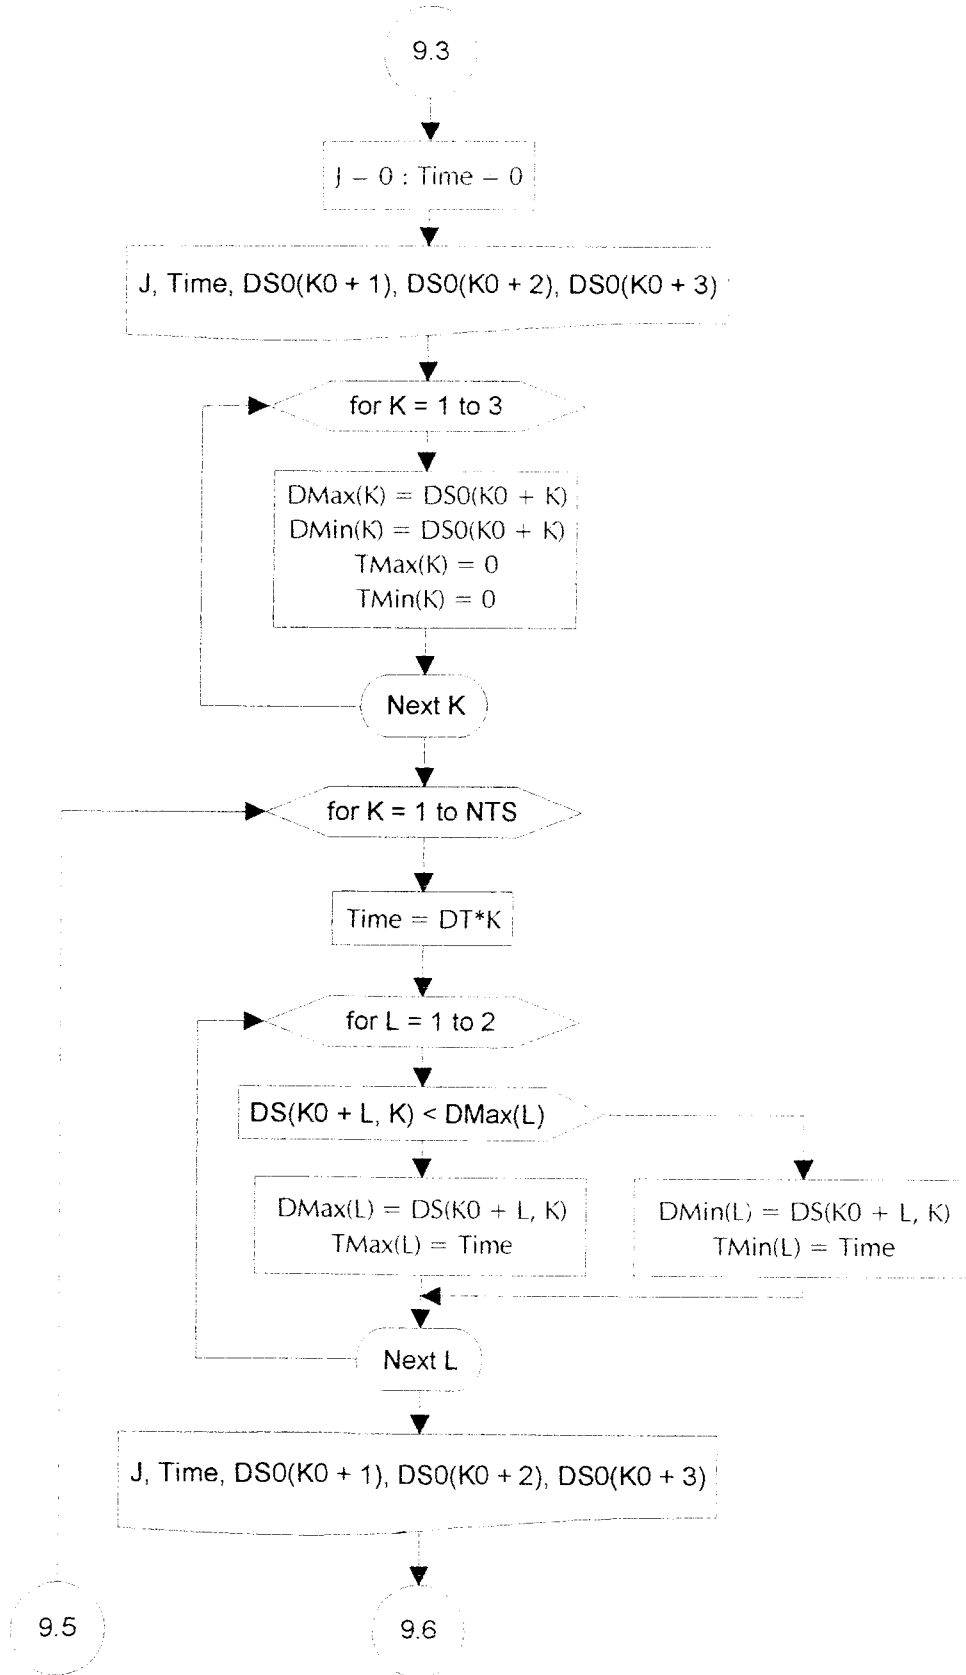 9.3
J = 0 : Time = 0
J, Time, DS0(K0 + 1), DS0(K0 + 2), DS0(K0 + 3)
for K = 1 to 3
DMax(K) = DS0(K0 + K)
DMin(K) = DS0(K0 + K)
TMax(K) = 0
TMin(K) = 0
Next K
for K = 1 to NTS
Time = DT*K
for L = 1 to 2
DS(K0 + L, K) < DMax(L)
DMax(L) = DS(K0 + L, K)
TMax(L) = Time
DMin(L) = DS(K0 + L, K)
TMin(L) = Time
Next L
J, Time, DS0(K0 + 1), DS0(K0 + 2), DS0(K0 + 3)
9.5
9.6